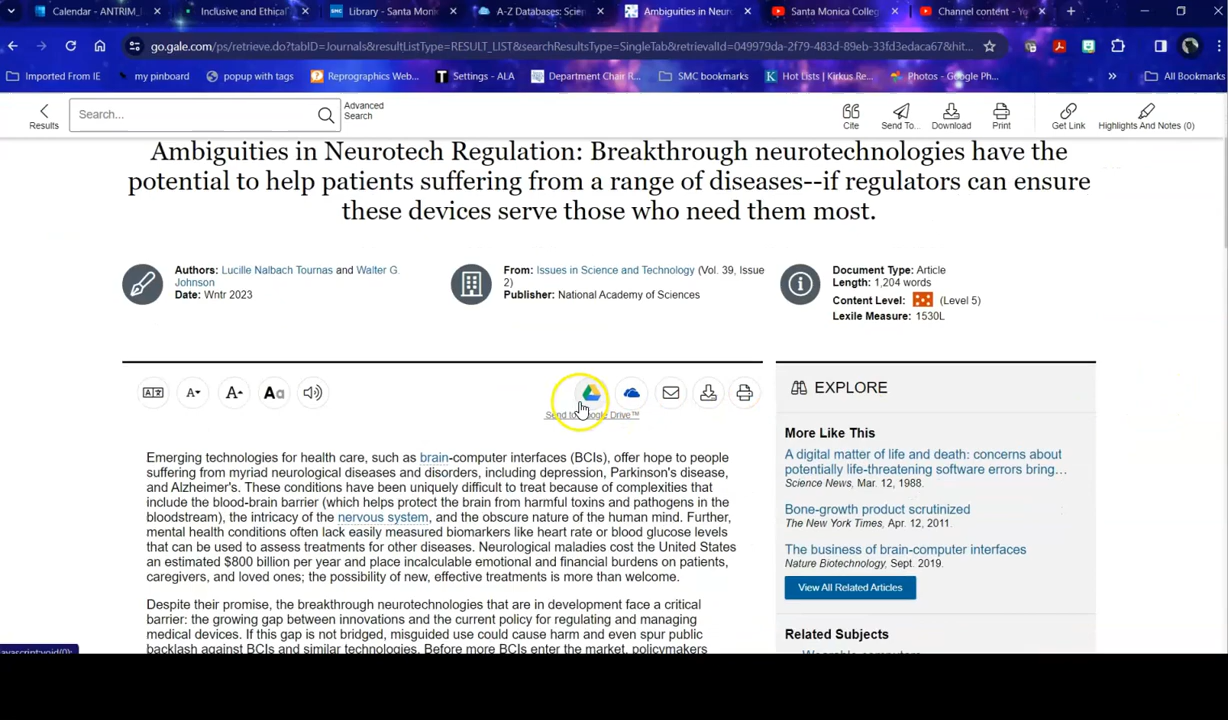 Calendar - ANTRIM_
Inclusive and Ethical
Library - Santa Moni
A-Z Databases: Scien
Ambiguities in Neuro
Santa Monica Colleg
Channel content - Yo
go.gale.com/ps/retrieve.do?tabID=Journals&resultListType=RESULT_LIST&searchResultsType=SingleTab&retrievalId=049979da-2f79-483d-89eb-33fd3edaca67&hit...
Imported From IE
my pinboard
popup with tags
Reprographics Web...
Settings - ALA
Department Chair R...
SMC bookmarks
Hot Lists | Kirkus Re...
Photos - Google Ph...
All Bookmarks
Results
Search...
Advanced
Search
Cite
Send To...
Download
Print
Get Link
Highlights And Notes (0)
Ambiguities in Neurotech Regulation: Breakthrough neurotechnologies have the
potential to help patients suffering from a range of diseases--if regulators can ensure
these devices serve those who need them most.
Authors: Lucille Nalbach Tournas and Walter G.
Johnson
Date: Wntr 2023
From: Issues in Science and Technology (Vol. 39, Issue
2)
Publisher: National Academy of Sciences
Document Type: Article
Length: 1,204 words
Content Level: (Level 5)
Lexile Measure: 1530L
Send to Google Drive™
Emerging technologies for health care, such as brain-computer interfaces (BCIs), offer hope to people
suffering from myriad neurological diseases and disorders, including depression, Parkinson's disease,
and Alzheimer's. These conditions have been uniquely difficult to treat because of complexities that
include the blood-brain barrier (which helps protect the brain from harmful toxins and pathogens in the
bloodstream), the intricacy of the nervous system, and the obscure nature of the human mind. Further,
mental health conditions often lack easily measured biomarkers like heart rate or blood glucose levels
that can be used to assess treatments for other diseases. Neurological maladies cost the United States
an estimated $800 billion per year and place incalculable emotional and financial burdens on patients,
caregivers, and loved ones; the possibility of new, effective treatments is more than welcome.
Despite their promise, the breakthrough neurotechnologies that are in development face a critical
barrier: the growing gap between innovations and the current policy for regulating and managing
medical devices. If this gap is not bridged, misguided use could cause harm and even spur public
backlash against BCIs and similar technologies. Before more BCIs enter the market, policymakers
EXPLORE
More Like This
A digital matter of life and death: concerns about
potentially life-threatening software errors bring...
Science News, Mar. 12, 1988.
Bone-growth product scrutinized
The New York Times, Apr. 12, 2011.
The business of brain-computer interfaces
Nature Biotechnology, Sept. 2019.
View All Related Articles
Related Subjects